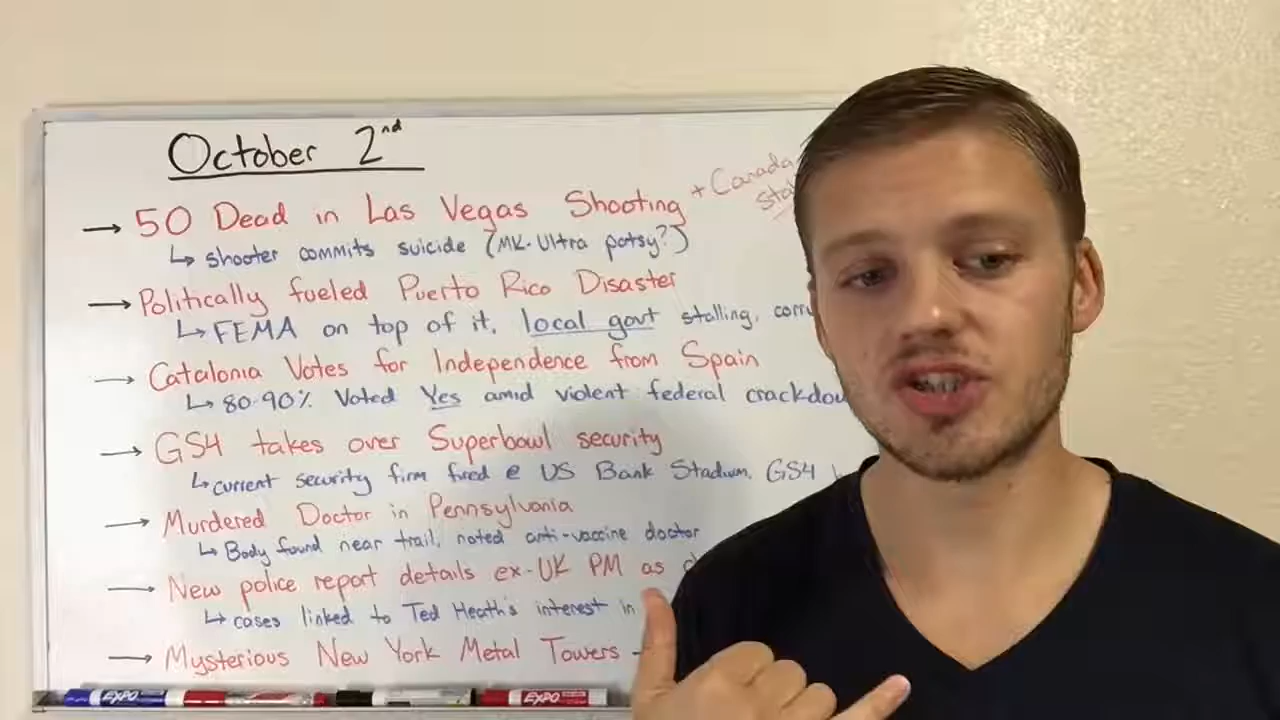 October 2nd
→ 50 Dead in Las Vegas Shooting + Canada
↳ shooter commits suicide (MK-Ultra patsy?)
→ Politically fueled Puerto Rico Disaster
↳ FEMA on top of it, local govt stalling,
→ Catalonia Votes for Independence from Spain
↳ 80-90% Voted Yes amid violent federal
→ GS4 takes over Superbowl security
↳ current security firm fired @ US Bank Stadium, GS4
→ Murdered Doctor in Pennsylvania
↳ Body found near trail, noted anti-vaccine doctor
→ New police report details ex-UK PM as
↳ cases linked to Ted Heath's interest in
→ Mysterious New York Metal Towers
EXPO EXPO